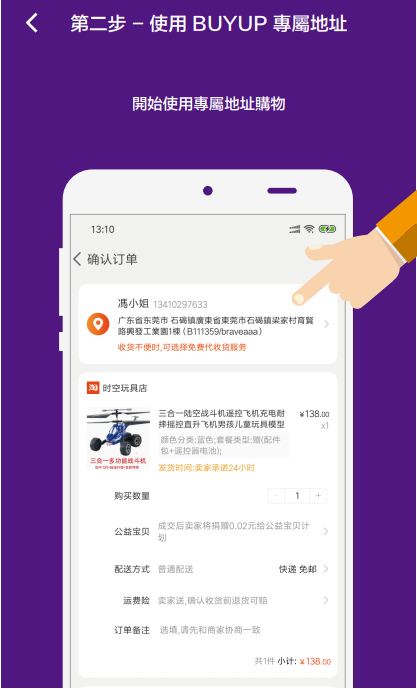 第二步 – 使用 BUYUP 專屬地址
開始使用專屬地址購物
13:10
确认订单
馮小姐 13410297633
广东省东莞市 石碣镇廣東省東莞市石碣鎮梁家村育賢
路興發工業園1棟（B111359/braveaaa）
收货不便时,可选择免费代收货服务
淘 时空玩具店
三合一陆空战斗机遥控飞机充电耐 ¥138.00
摔摇控直升飞机男孩儿童玩具模型 x1
颜色分类:蓝色;套餐类型:赠(配件
包+遥控器电池);
三合一多功能战斗机
发货时间:卖家承诺24小时
购买数量 − 1 +
公益宝贝 成交后卖家将捐赠0.02元给公益宝贝计
划
配送方式 普通配送 快递 免邮
运费险 卖家送,确认收货前退货可赔
订单备注 选填,请先和商家协商一致
共1件 小计: ¥138.00